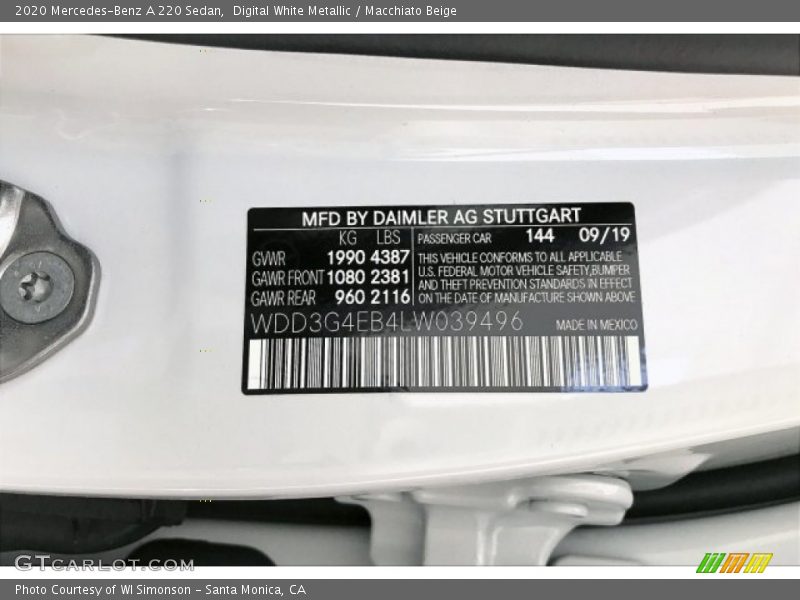 2020 Mercedes-Benz A 220 Sedan,  Digital White Metallic / Macchiato Beige
MFD BY DAIMLER AG STUTTGART
KG LBS PASSENGER CAR 144 09/19
GVWR 1990 4387
GAWR FRONT 1080 2381
GAWR REAR 960 2116
THIS VEHICLE CONFORMS TO ALL APPLICABLE
U.S. FEDERAL MOTOR VEHICLE SAFETY,BUMPER
AND THEFT PREVENTION STANDARDS IN EFFECT
ON THE DATE OF MANUFACTURE SHOWN ABOVE
WDD3G4EB4LW039496 MADE IN MEXICO
GTCARLOT.COM
Photo Courtesy of WI Simonson - Santa Monica, CA